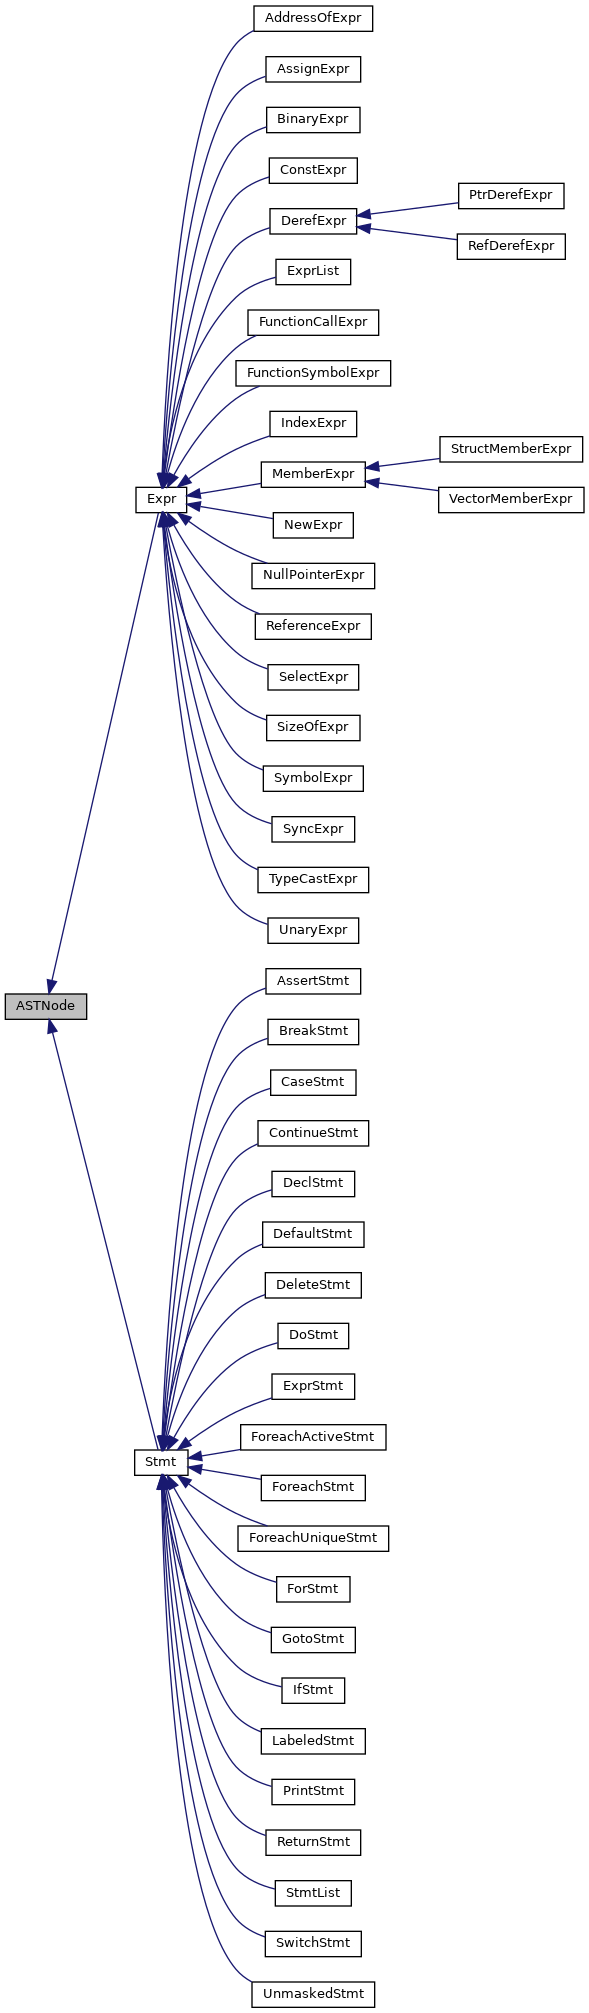 AddressOfExpr
AssignExpr
BinaryExpr
ConstExpr
DerefExpr
PtrDerefExpr
RefDerefExpr
ExprList
FunctionCallExpr
FunctionSymbolExpr
IndexExpr
MemberExpr
StructMemberExpr
VectorMemberExpr
Expr
NewExpr
NullPointerExpr
ReferenceExpr
SelectExpr
SizeOfExpr
SymbolExpr
SyncExpr
TypeCastExpr
UnaryExpr
ASTNode
AssertStmt
BreakStmt
CaseStmt
ContinueStmt
DeclStmt
DefaultStmt
DeleteStmt
DoStmt
ExprStmt
ForeachActiveStmt
Stmt
ForeachStmt
ForeachUniqueStmt
ForStmt
GotoStmt
IfStmt
LabeledStmt
PrintStmt
ReturnStmt
StmtList
SwitchStmt
UnmaskedStmt